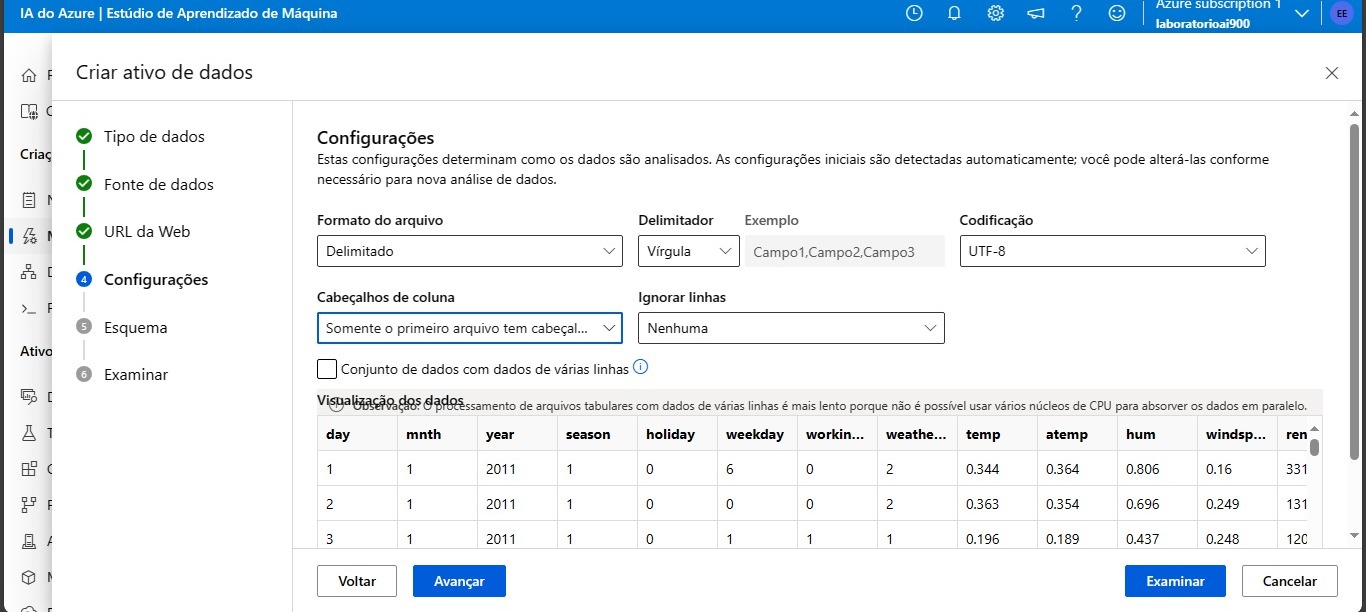 IA do Azure | Estúdio de Aprendizado de Máquina
Azure subscription 1
laboratorioai900
EE
Criar ativo de dados
Tipo de dados
Fonte de dados
URL da Web
4 Configurações
5 Esquema
6 Examinar
Configurações
Estas configurações determinam como os dados são analisados. As configurações iniciais são detectadas automaticamente; você pode alterá-las conforme
necessário para nova análise de dados.
Formato do arquivo Delimitador Exemplo Codificação
Delimitado Vírgula Campo1,Campo2,Campo3 UTF-8
Cabeçalhos de coluna Ignorar linhas
Somente o primeiro arquivo tem cabeçal... Nenhuma
Conjunto de dados com dados de várias linhas
Visualização dos dados
Observação: O processamento de arquivos tabulares com dados de várias linhas é mais lento porque não é possível usar vários núcleos de CPU para absorver os dados em paralelo.
day mnth year season holiday weekday workin... weathe... temp atemp hum windsp... ren
1 1 2011 1 0 6 0 2 0.344 0.364 0.806 0.16 331
2 1 2011 1 0 0 0 2 0.363 0.354 0.696 0.249 131
3 1 2011 1 0 1 1 1 0.196 0.189 0.437 0.248 120
Voltar Avançar Examinar Cancelar
Criaç
Ativo